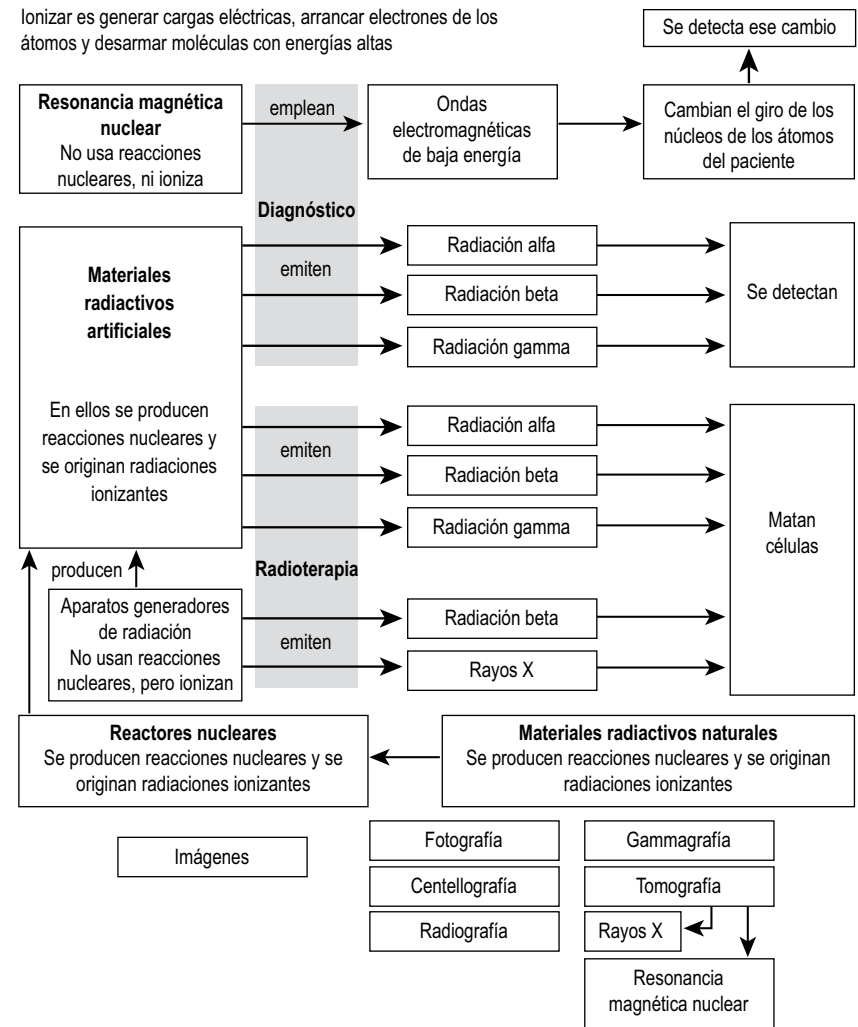 Ionizar es generar cargas eléctricas, arrancar electrones de los
átomos y desarmar moléculas con energías altas
Se detecta ese cambio
Resonancia magnética
nuclear
No usa reacciones
nucleares, ni ioniza
emplean
Ondas
electromagnéticas
de baja energía
Cambian el giro de los
núcleos de los átomos
del paciente
Diagnóstico
Materiales
radiactivos
artificiales
En ellos se producen
reacciones nucleares y
se originan radiaciones
ionizantes
emiten
Radiación alfa
Radiación beta
Radiación gamma
Se detectan
emiten
Radiación alfa
Radiación beta
Radiación gamma
Matan
células
Radioterapia
producen
Aparatos generadores
de radiación
No usan reacciones
nucleares, pero ionizan
emiten
Radiación beta
Rayos X
Reactores nucleares
Se producen reacciones nucleares y se
originan radiaciones ionizantes
Materiales radiactivos naturales
Se producen reacciones nucleares y se originan
radiaciones ionizantes
Imágenes
Fotografía
Gammagrafía
Centellografía
Tomografía
Radiografía
Rayos X
Resonancia
magnética nuclear